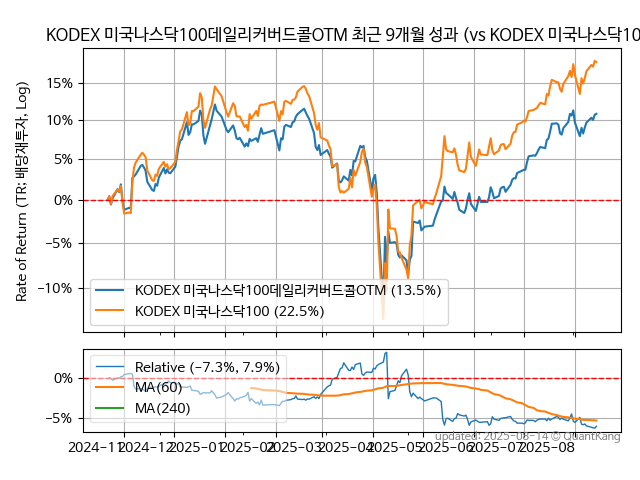 KODEX 미국나스닥100데일리커버드콜OTM 최근 9개월 성과 (vs KODEX 미국나스닥10
Rate of Return (TR: 배당재투자, Log)
15%
10%
5%
0%
−5%
−10%
KODEX 미국나스닥100데일리커버드콜OTM (13.5%)
KODEX 미국나스닥100 (22.5%)
0%
−5%
Relative (−7.3%, 7.9%)
MA(60)
MA(240)
2024-11 2024-12 2025-01 2025-02 2025-03 2025-04 2025-05 2025-06 2025-07 2025-08
updated: 2025-08-14 © QuantKang